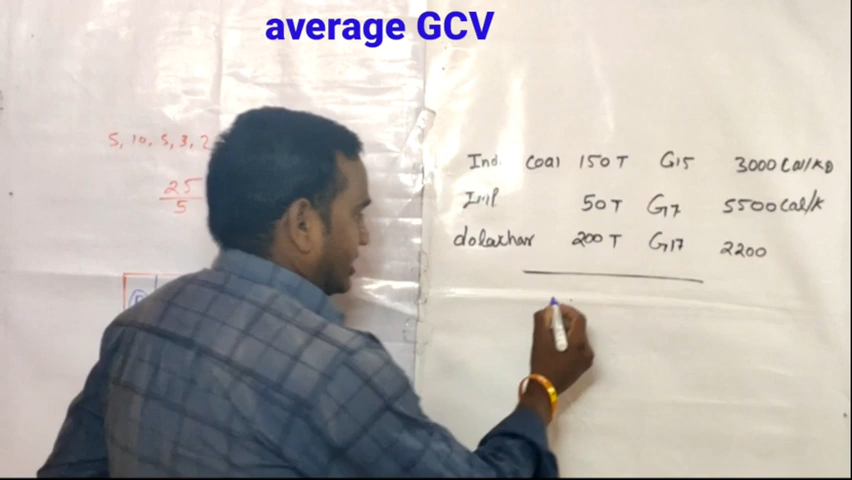 average GCV
5, 10, 5, 3, 2
25
5
Ind. Coal 150 T G15 3000 Cal/KG
Imp 50 T G7 5500 Cal/K
dolachar 200 T G17 2200